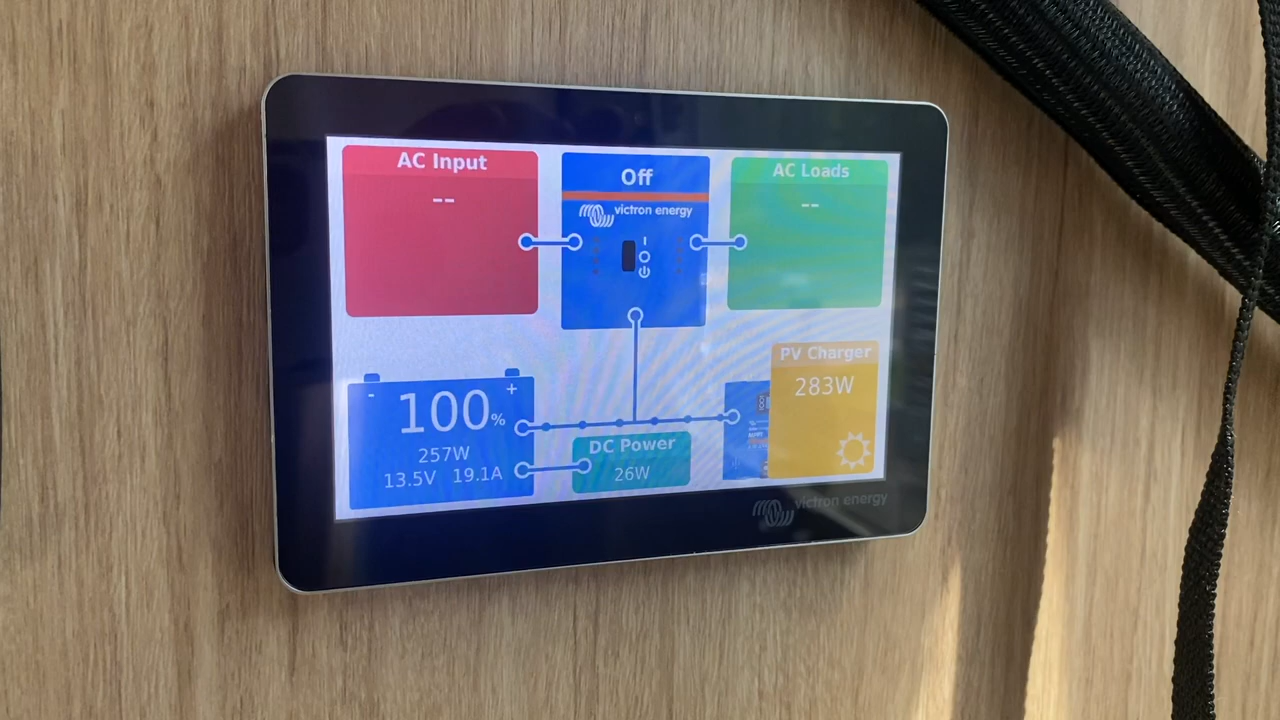 AC Input
--
Off
victron energy
I
AC Loads
--
- +
100%
257W
13.5V 19.1A
DC Power
26W
PV Charger
283W
victron energy